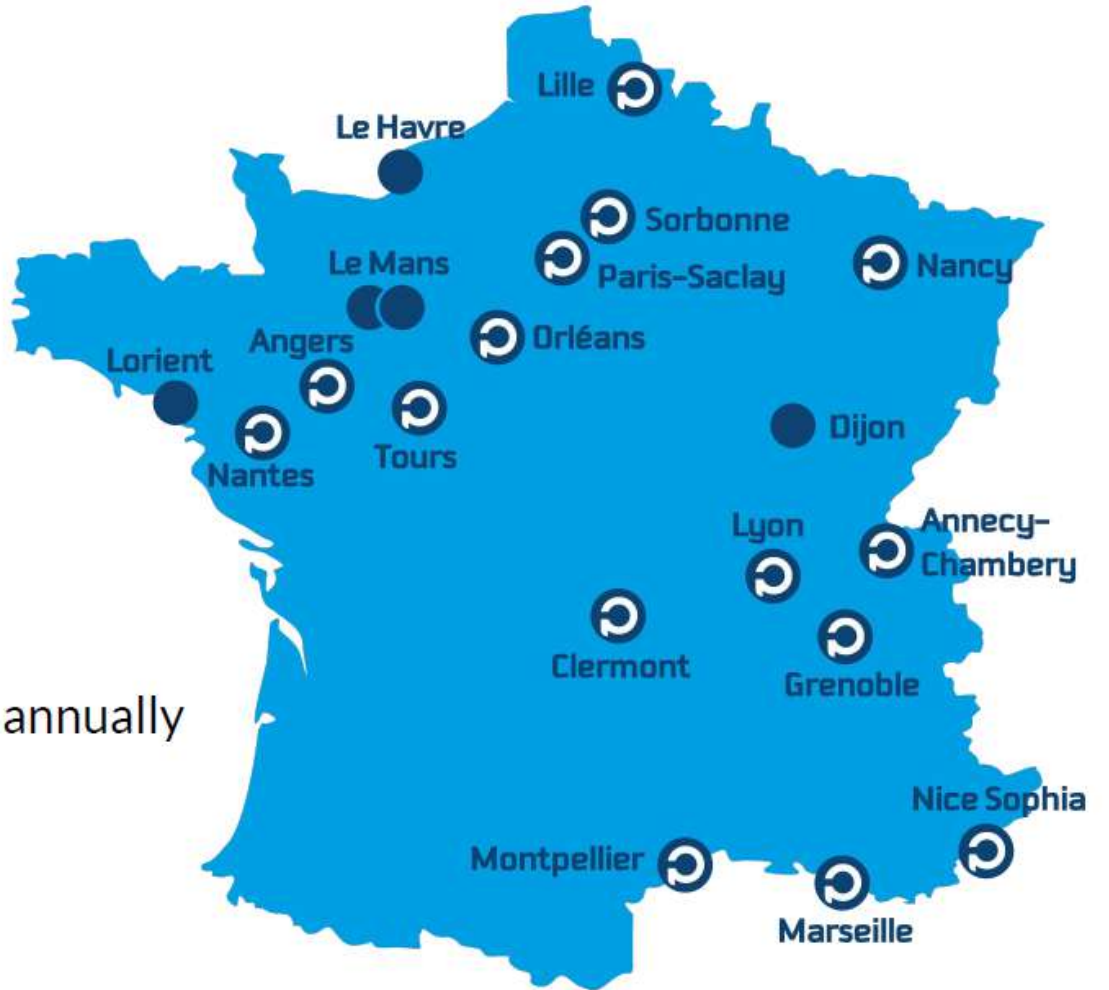 Lille
Le Havre
Sorbonne
Le Mans
Paris-Saclay
Nancy
Angers
Orléans
Lorient
Dijon
Tours
Nantes
Lyon
Annecy-
Chambery
Clermont
Grenoble
annually
Nice Sophia
Montpellier
Marseille